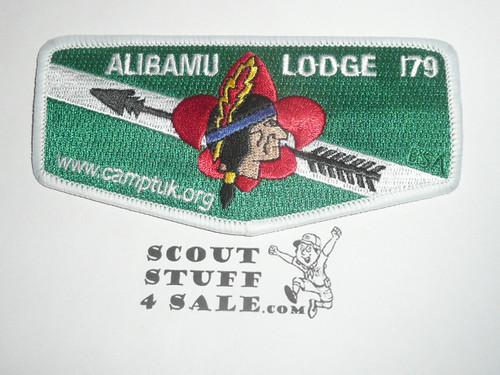 ALIBAMU LODGE 179
www.camptuk.org
BSA
SCOUT
STUFF
4 SALE.COM